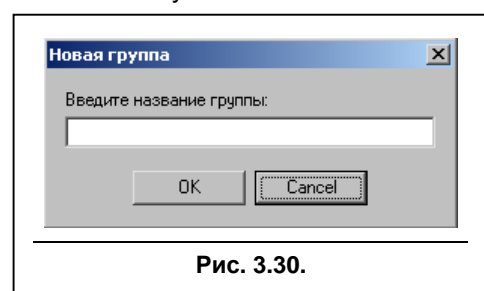 Новая группа
Введите название группы:
OK Cancel
Рис. 3.30.